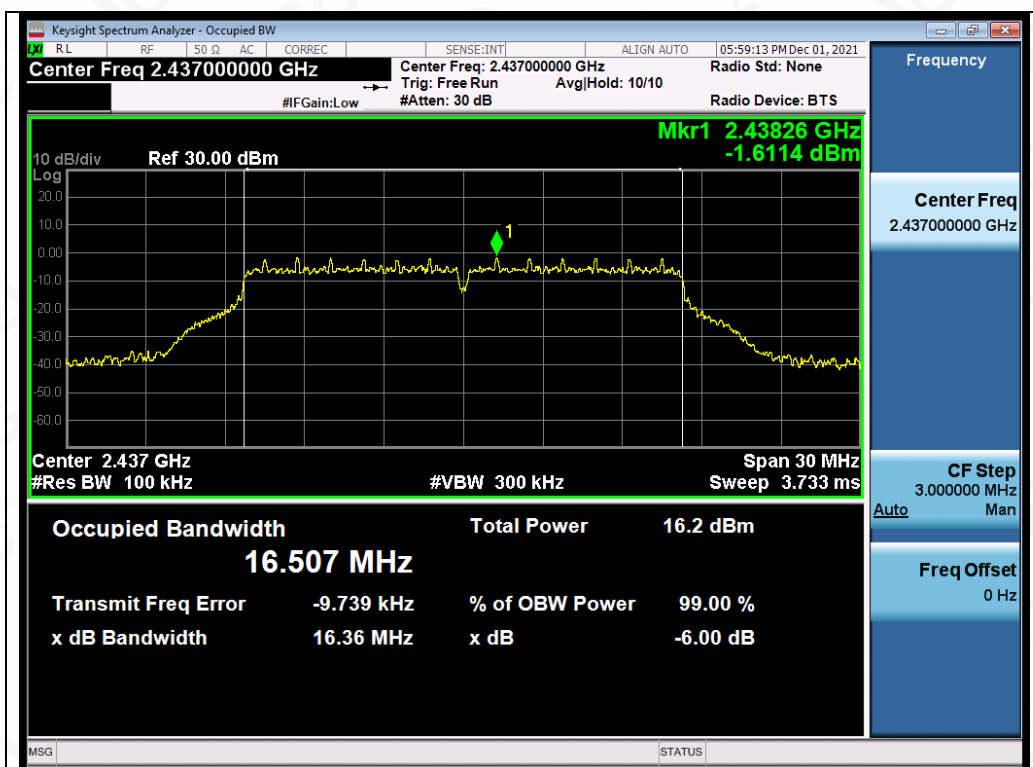 Keysight Spectrum Analyzer - Occupied BW
LXI RL RF 50 Ω AC CORREC SENSE:INT ALIGN AUTO 05:59:13 PM Dec 01, 2021
Center Freq 2.437000000 GHz Center Freq: 2.437000000 GHz Radio Std: None
Trig: Free Run Avg|Hold: 10/10
#IFGain:Low #Atten: 30 dB Radio Device: BTS
Frequency
Mkr1 2.43826 GHz
-1.6114 dBm
10 dB/div Ref 30.00 dBm
Log
20.0
10.0
0.00
-10.0
-20.0
-30.0
-40.0
-50.0
-60.0
1
Center 2.437 GHz Span 30 MHz
#Res BW 100 kHz #VBW 300 kHz Sweep 3.733 ms
Occupied Bandwidth Total Power 16.2 dBm
16.507 MHz
Transmit Freq Error -9.739 kHz % of OBW Power 99.00 %
x dB Bandwidth 16.36 MHz x dB -6.00 dB
Center Freq
2.437000000 GHz
CF Step
3.000000 MHz
Auto Man
Freq Offset
0 Hz
MSG STATUS